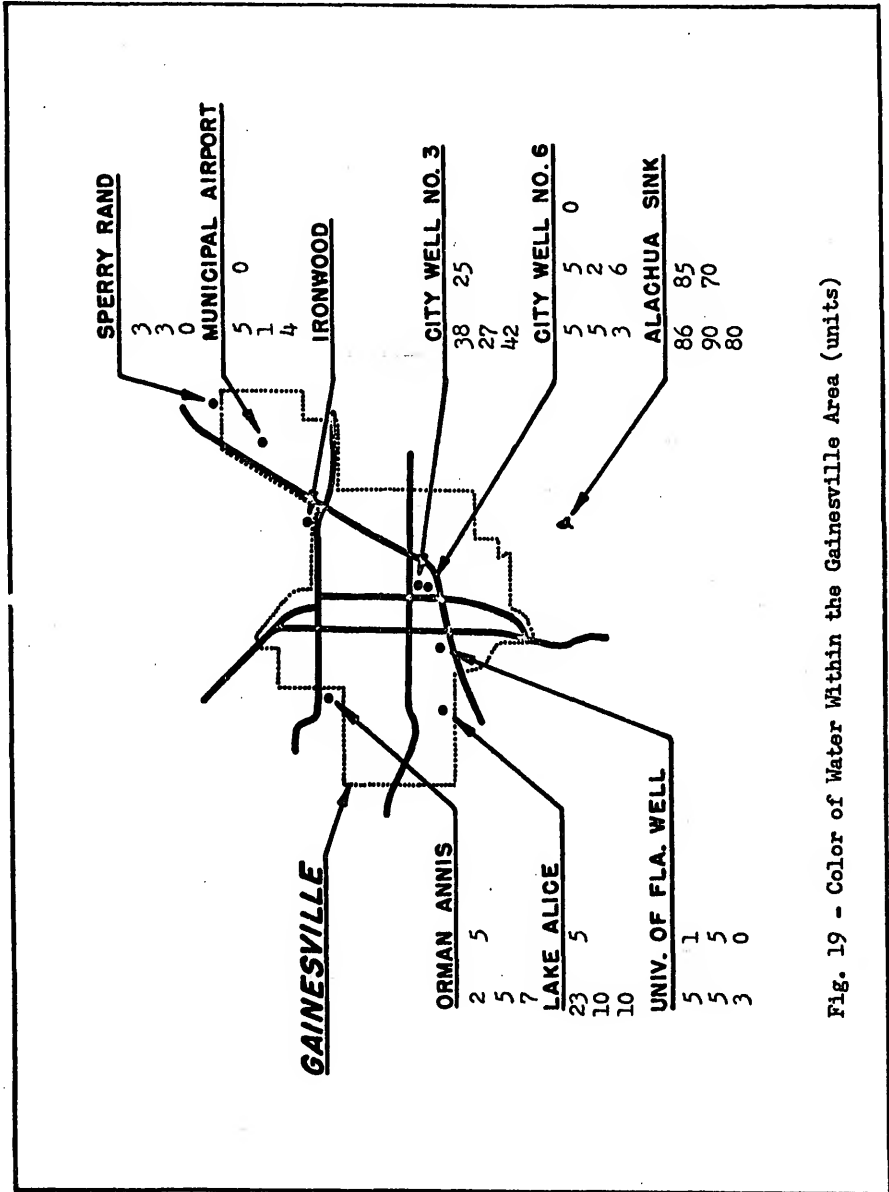 SPERRY RAND
3
3
0
MUNICIPAL AIRPORT
5 0
1
4
IRONWOOD
CITY WELL NO. 3
38 25
27
42
CITY WELL NO. 6
5 5 0
5 2
3 6
ALACHUA SINK
86 85
90 70
80
GAINESVILLE
ORMAN ANNIS
2 5
5
7
LAKE ALICE
23 5
10
10
UNIV. OF FLA. WELL
5 1
5 5
3 0
Fig. 19 - Color of Water Within the Gainesville Area (units)